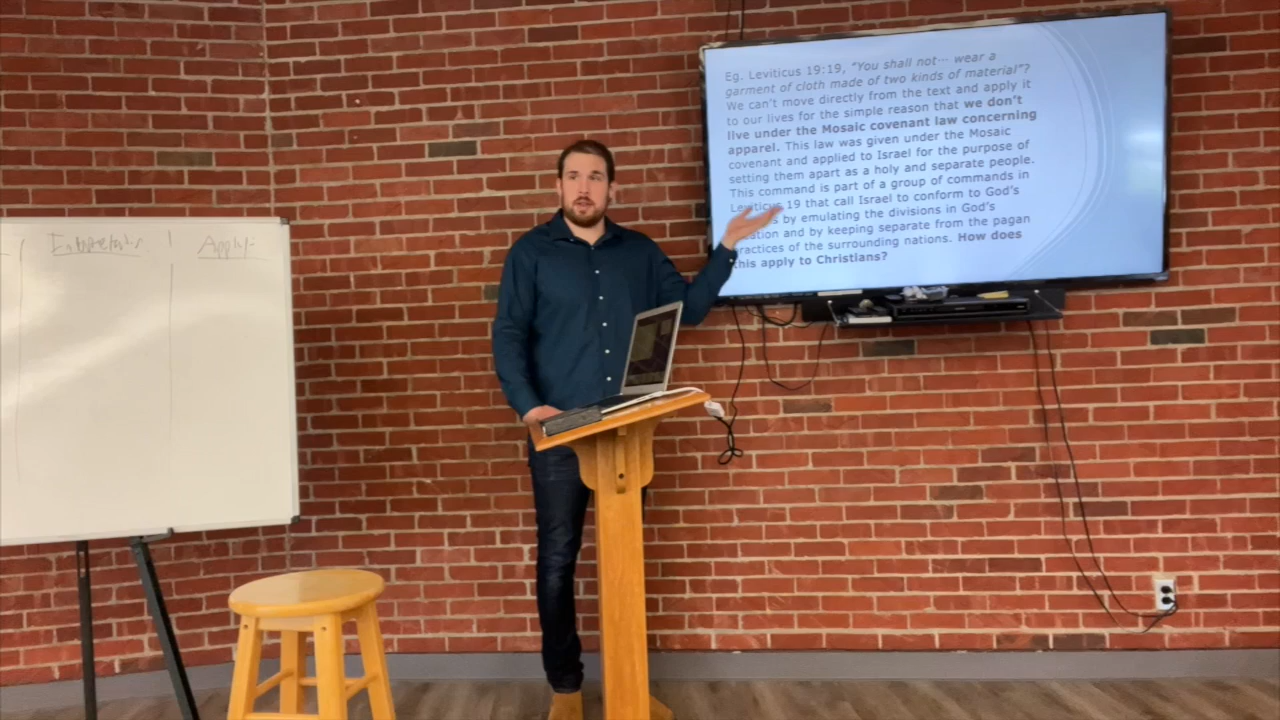 Interpretation
Apply
Eg. Leviticus 19:19, “You shall not… wear a
garment of cloth made of two kinds of material”?
We can’t move directly from the text and apply it
to our lives for the simple reason that we don’t
live under the Mosaic covenant law concerning
apparel. This law was given under the Mosaic
covenant and applied to Israel for the purpose of
setting them apart as a holy and separate people.
This command is part of a group of commands in
Leviticus 19 that call Israel to conform to God’s
by emulating the divisions in God’s
and by keeping separate from the pagan
practices of the surrounding nations. How does
this apply to Christians?